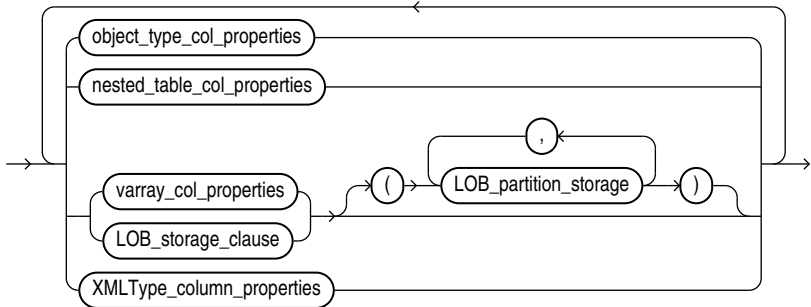 object_type_col_properties
nested_table_col_properties
,
varray_col_properties ( LOB_partition_storage )
LOB_storage_clause
XMLType_column_properties